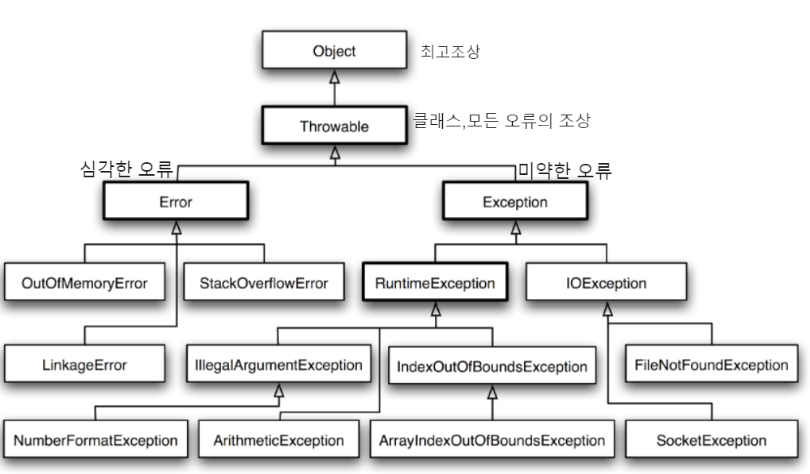 Object
최고조상
Throwable
클래스,모든 오류의 조상
심각한 오류
미약한 오류
Error
Exception
OutOfMemoryError
StackOverflowError
RuntimeException
IOException
LinkageError
IllegalArgumentException
IndexOutOfBoundsException
FileNotFoundException
NumberFormatException
ArithmeticException
ArrayIndexOutOfBoundsException
SocketException